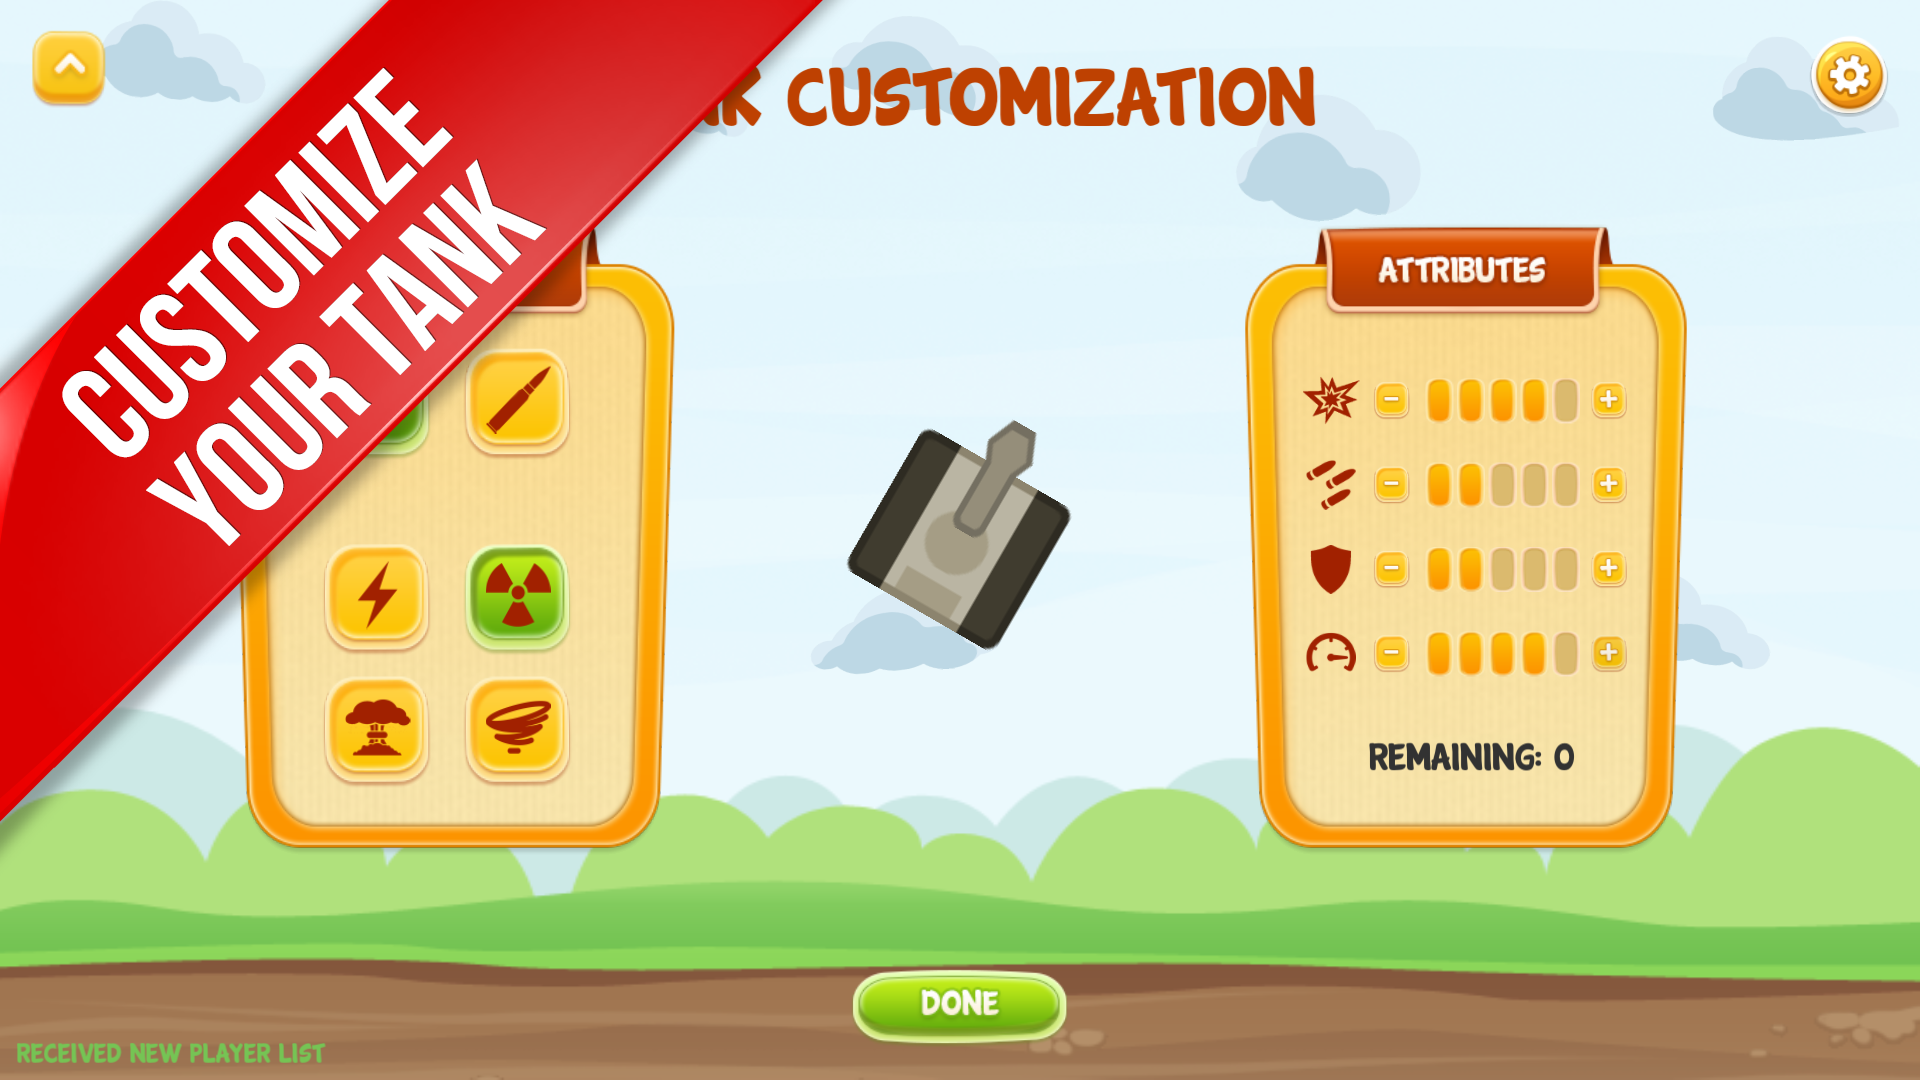 CUSTOMIZE
YOUR TANK
CUSTOMIZATION
ATTRIBUTES
REMAINING: 0
DONE
RECEIVED NEW PLAYER LIST